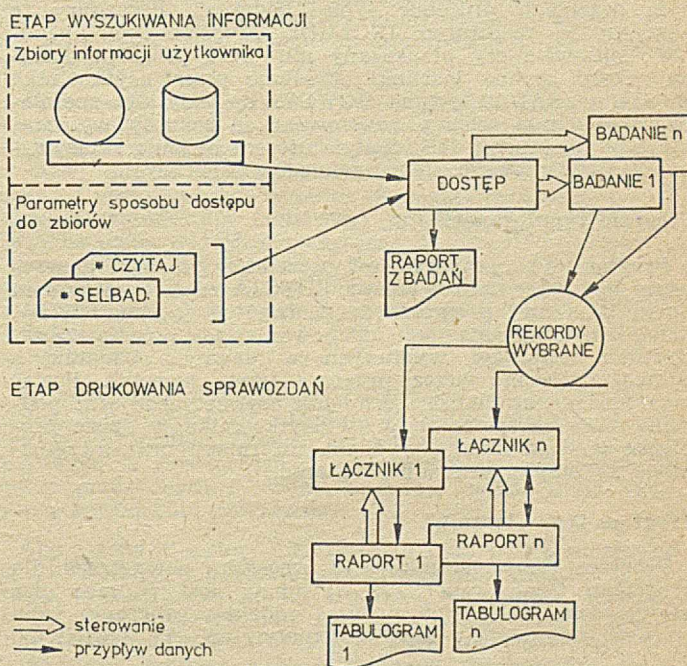 ETAP WYSZUKIWANIA INFORMACJI
Zbiory informacji użytkownika
BADANIE n
DOSTĘP
BADANIE 1
Parametry sposobu dostępu
do zbiorów
• CZYTAJ
• SELBAD
RAPORT
Z BADAŃ
REKORDY
WYBRANE
ETAP DRUKOWANIA SPRAWOZDAŃ
ŁĄCZNIK n
ŁĄCZNIK 1
RAPORT n
RAPORT 1
TABULOGRAM
n
TABULOGRAM
1
sterowanie
przypływ danych